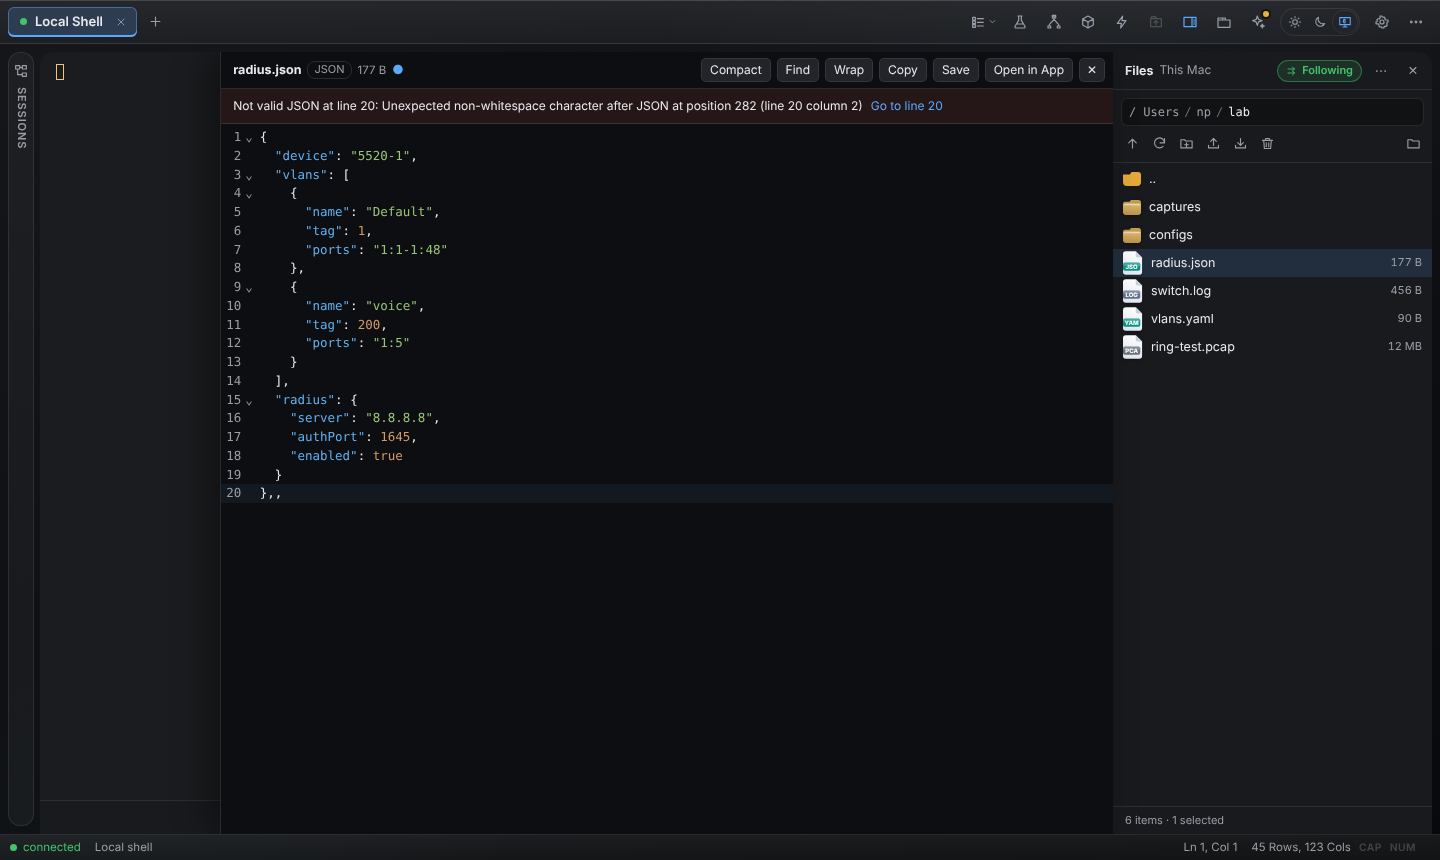 Local Shell
SESSIONS
radius.json JSON 177 B Compact Find Wrap Copy Save Open in App
Not valid JSON at line 20: Unexpected non-whitespace character after JSON at position 282 (line 20 column 2) Go to line 20
1 {
2 "device": "5520-1",
3 "vlans": [
4 {
5 "name": "Default",
6 "tag": 1,
7 "ports": "1:1-1:48"
8 },
9 {
10 "name": "voice",
11 "tag": 200,
12 "ports": "1:5"
13 }
14 ],
15 "radius": {
16 "server": "8.8.8.8",
17 "authPort": 1645,
18 "enabled": true
19 }
20 },,
Files This Mac Following
/ Users / np / lab
..
captures
configs
radius.json 177 B
switch.log 456 B
vlans.yaml 90 B
ring-test.pcap 12 MB
JSO
LOG
YAM
PCA
6 items · 1 selected
connected Local shell Ln 1, Col 1 45 Rows, 123 Cols CAP NUM